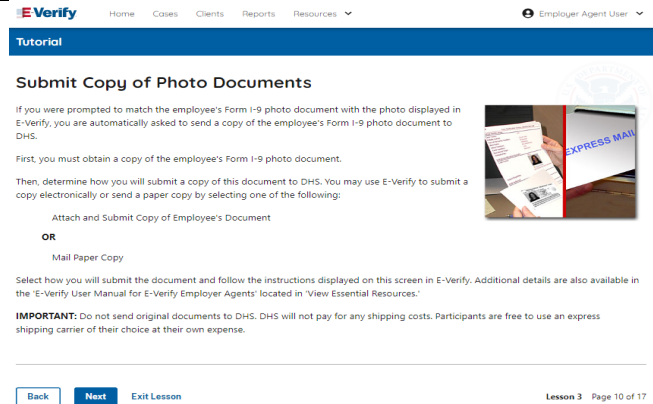 E-Verify Home Cases Clients Reports Resources Employer Agent User
Tutorial
Submit Copy of Photo Documents
If you were prompted to match the employee's Form I-9 photo document with the photo displayed in
E-Verify, you are automatically asked to send a copy of the employee's Form I-9 photo document to
DHS.
First, you must obtain a copy of the employee's Form I-9 photo document.
Then, determine how you will submit a copy of this document to DHS. You may use E-Verify to submit a
copy electronically or send a paper copy by selecting one of the following:
Attach and Submit Copy of Employee's Document
OR
Mail Paper Copy
EXPRESS MAIL
Select how you will submit the document and follow the instructions displayed on this screen in E-Verify. Additional details are also available in
the 'E-Verify User Manual for E-Verify Employer Agents' located in 'View Essential Resources.'
IMPORTANT: Do not send original documents to DHS. DHS will not pay for any shipping costs. Participants are free to use an express
shipping carrier of their choice at their own expense.
Back Next Exit Lesson Lesson 3 Page 10 of 17